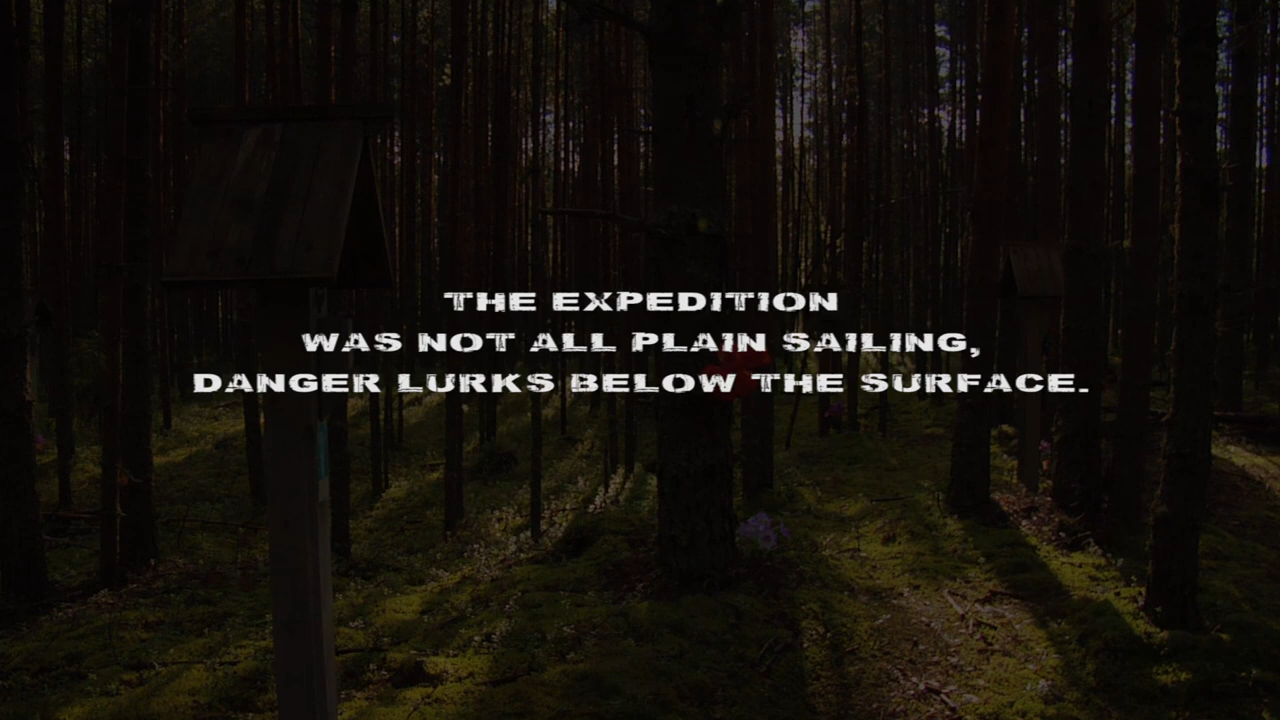 THE EXPEDITION
WAS NOT ALL PLAIN SAILING,
DANGER LURKS BELOW THE SURFACE.